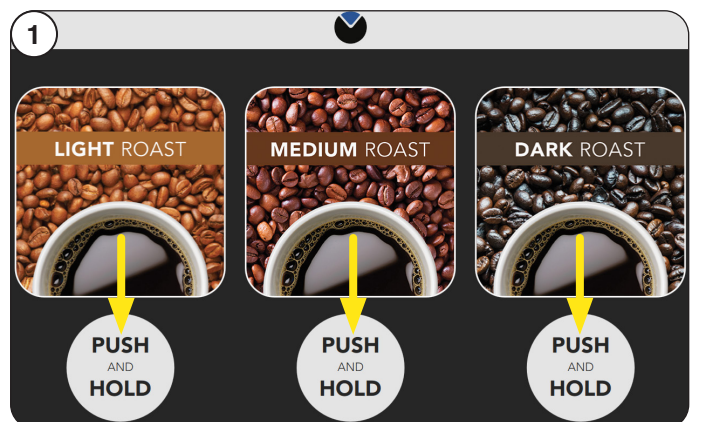 1
LIGHT ROAST
MEDIUM ROAST
DARK ROAST
PUSH
AND
HOLD
PUSH
AND
HOLD
PUSH
AND
HOLD